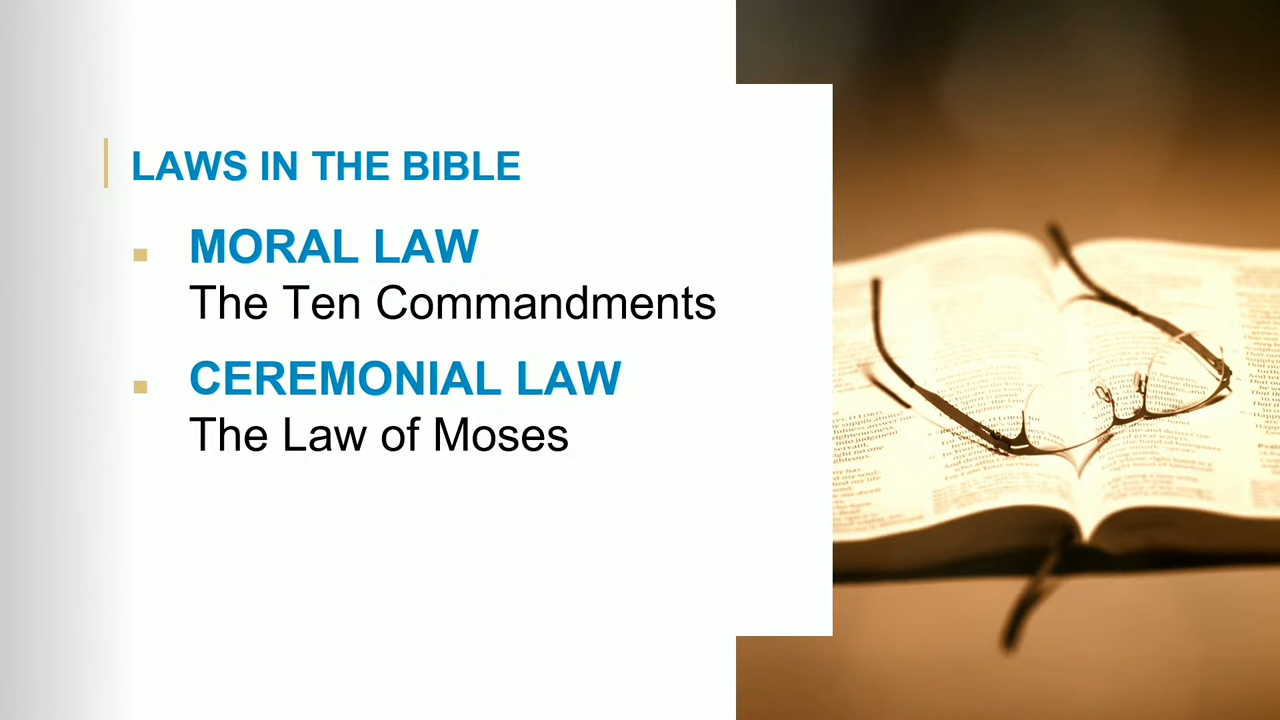 LAWS IN THE BIBLE
MORAL LAW
The Ten Commandments
CEREMONIAL LAW
The Law of Moses